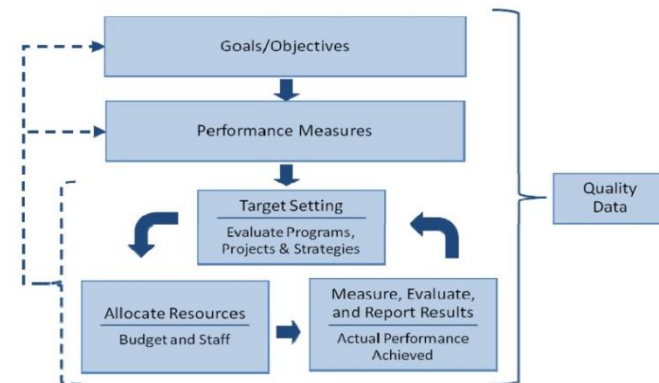 Goals/Objectives
Performance Measures
Target Setting
Evaluate Programs,
Projects & Strategies
Allocate Resources
Budget and Staff
Measure, Evaluate,
and Report Results
Actual Performance
Achieved
Quality
Data